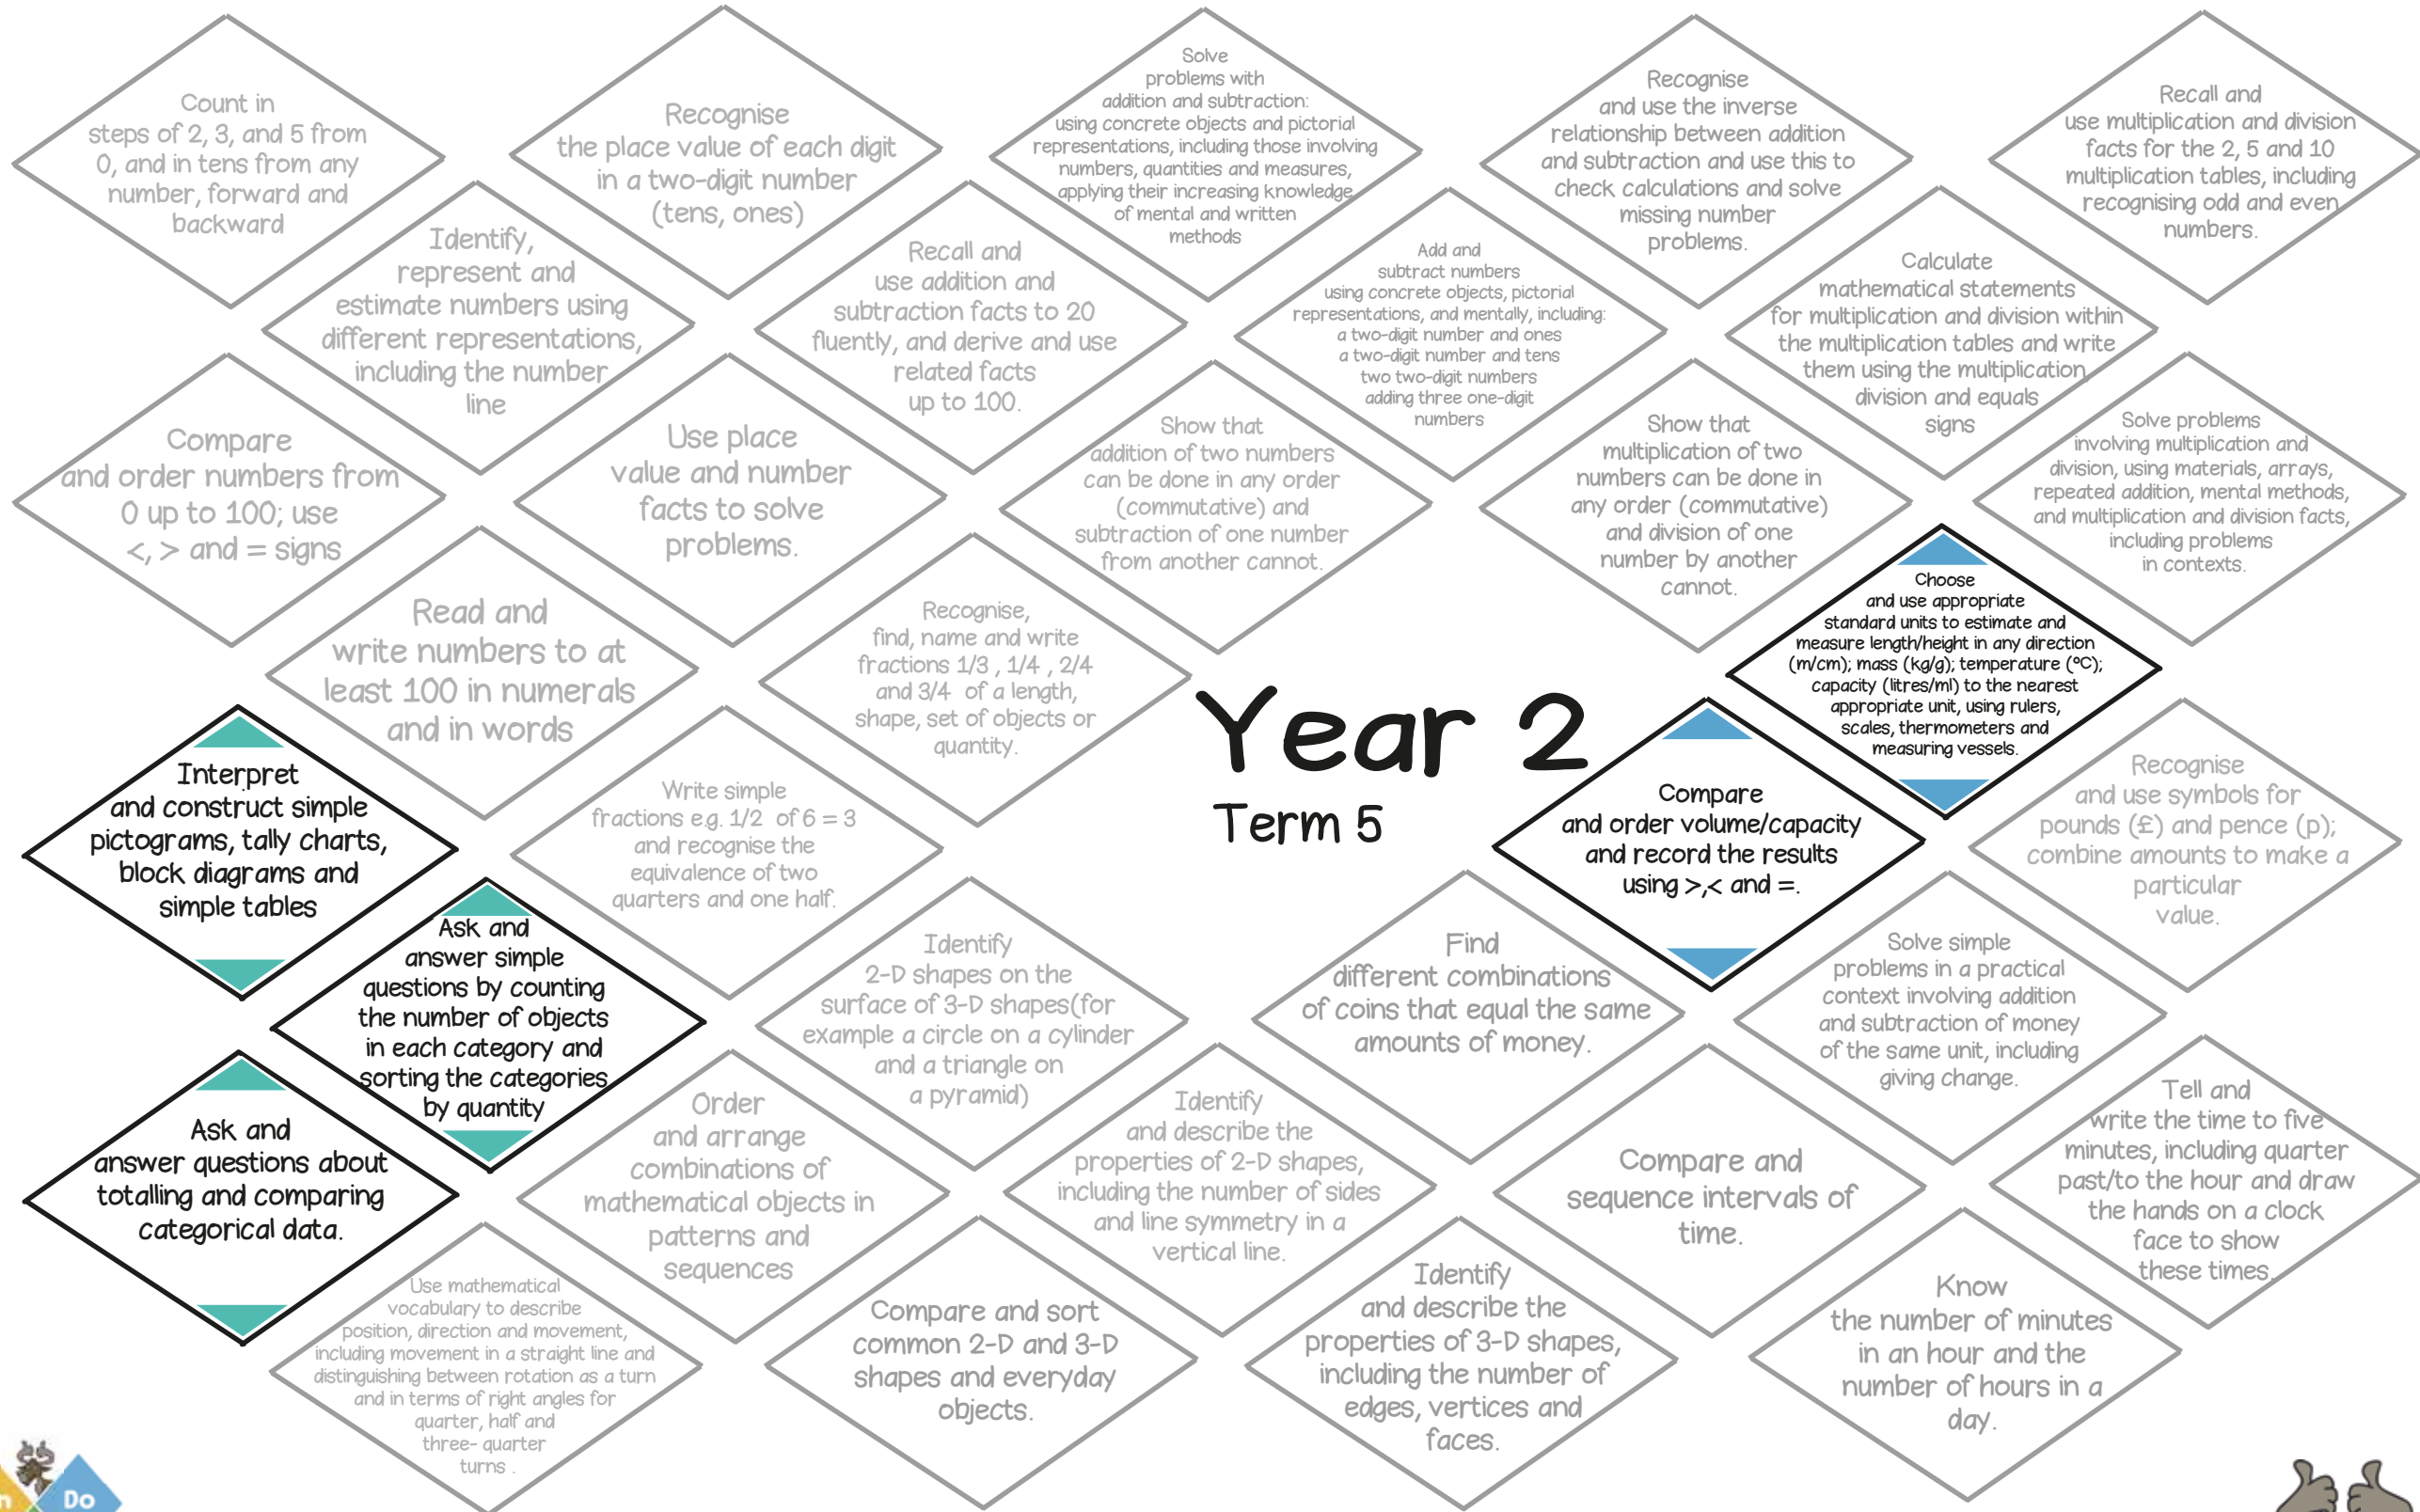 Count in
steps of 2, 3, and 5 from
0, and in tens from any
number, forward and
backward
Recognise
the place value of each digit
in a two-digit number
(tens, ones)
Solve
problems with
addition and subtraction:
using concrete objects and pictorial
representations, including those involving
numbers, quantities and measures,
applying their increasing knowledge
of mental and written
methods
Recognise
and use the inverse
relationship between addition
and subtraction and use this to
check calculations and solve
missing number
problems.
Recall and
use multiplication and division
facts for the 2, 5 and 10
multiplication tables, including
recognising odd and even
numbers.
Identify,
represent and
estimate numbers using
different representations,
including the number
line
Recall and
use addition and
subtraction facts to 20
fluently, and derive and use
related facts
up to 100.
Add and
subtract numbers
using concrete objects, pictorial
representations, and mentally, including:
a two-digit number and ones
a two-digit number and tens
two two-digit numbers
adding three one-digit
numbers
Calculate
mathematical statements
for multiplication and division within
the multiplication tables and write
them using the multiplication,
division and equals
signs
Compare
and order numbers from
0 up to 100; use
<, > and = signs
Use place
value and number
facts to solve
problems.
Show that
addition of two numbers
can be done in any order
(commutative) and
subtraction of one number
from another cannot.
Show that
multiplication of two
numbers can be done in
any order (commutative)
and division of one
number by another
cannot.
Solve problems
involving multiplication and
division, using materials, arrays,
repeated addition, mental methods,
and multiplication and division facts,
including problems
in contexts.
Read and
write numbers to at
least 100 in numerals
and in words
Recognise,
find, name and write
fractions 1/3 , 1/4 , 2/4
and 3/4 of a length,
shape, set of objects or
quantity.
Choose
and use appropriate
standard units to estimate and
measure length/height in any direction
(m/cm); mass (kg/g); temperature (°C);
capacity (litres/ml) to the nearest
appropriate unit, using rulers,
scales, thermometers and
measuring vessels.
Year 2
Term 5
Interpret
and construct simple
pictograms, tally charts,
block diagrams and
simple tables
Write simple
fractions e.g. 1/2 of 6 = 3
and recognise the
equivalence of two
quarters and one half.
Compare
and order volume/capacity
and record the results
using >,< and =.
Recognise
and use symbols for
pounds (£) and pence (p);
combine amounts to make a
particular
value.
Ask and
answer simple
questions by counting
the number of objects
in each category and
sorting the categories
by quantity
Identify
2-D shapes on the
surface of 3-D shapes(for
example a circle on a cylinder
and a triangle on
a pyramid)
Find
different combinations
of coins that equal the same
amounts of money.
Solve simple
problems in a practical
context involving addition
and subtraction of money
of the same unit, including
giving change.
Ask and
answer questions about
totalling and comparing
categorical data.
Order
and arrange
combinations of
mathematical objects in
patterns and
sequences
Identify
and describe the
properties of 2-D shapes,
including the number of sides
and line symmetry in a
vertical line.
Compare and
sequence intervals of
time.
Tell and
write the time to five
minutes, including quarter
past/to the hour and draw
the hands on a clock
face to show
these times.
Use mathematical
vocabulary to describe
position, direction and movement,
including movement in a straight line and
distinguishing between rotation as a turn
and in terms of right angles for
quarter, half and
three- quarter
turns .
Compare and sort
common 2-D and 3-D
shapes and everyday
objects.
Identify
and describe the
properties of 3-D shapes,
including the number of
edges, vertices and
faces.
Know
the number of minutes
in an hour and the
number of hours in a
day.
Do